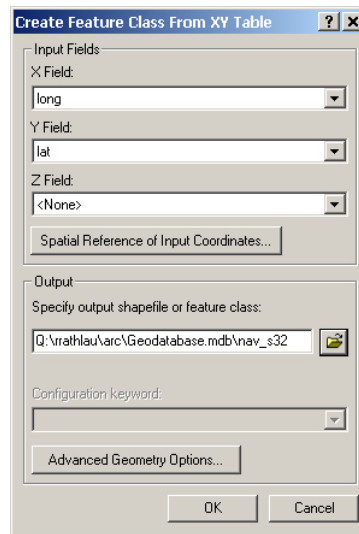 Create Feature Class From XY Table
Input Fields
X Field:
long
Y Field:
lat
Z Field:
<None>
Spatial Reference of Input Coordinates...
Output
Specify output shapefile or feature class:
Q:\rrathlau\arc\Geodatabase.mdb\nav_s32
Configuration keyword:
Advanced Geometry Options...
OK Cancel